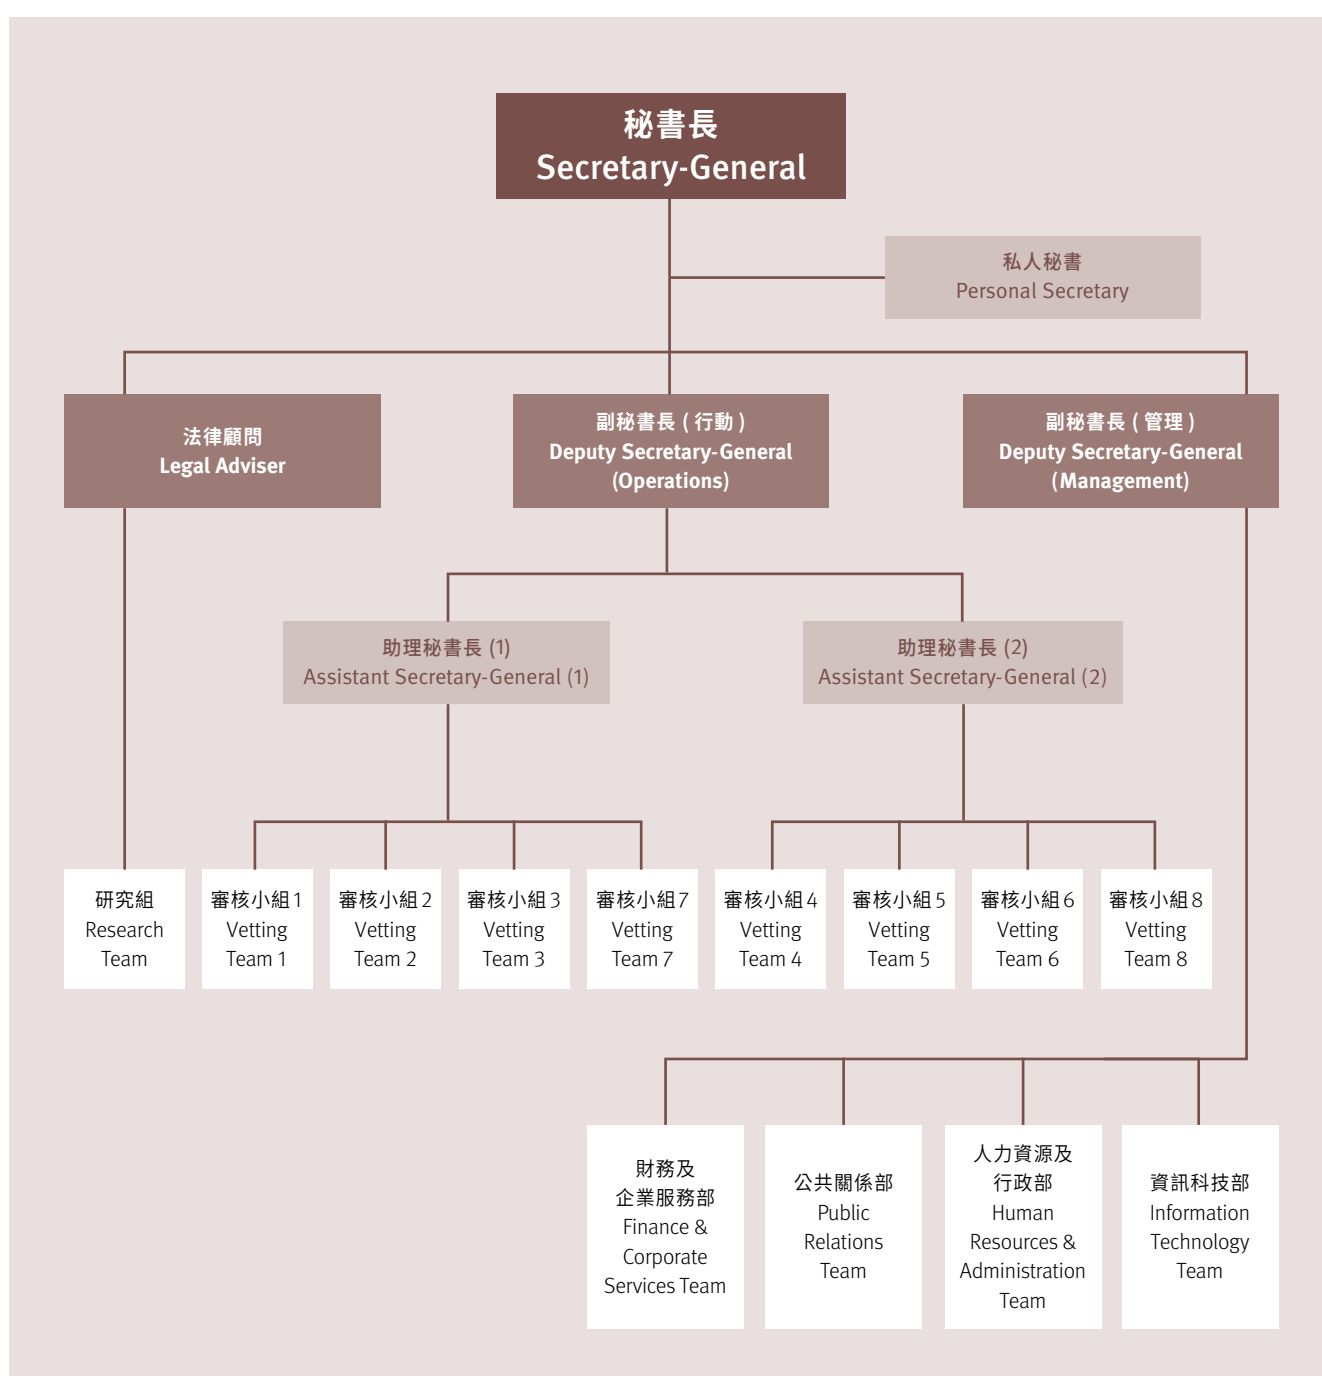 秘書長
Secretary-General
私人秘書
Personal Secretary
法律顧問
Legal Adviser
副秘書長 ( 行動 )
Deputy Secretary-General
(Operations)
副秘書長 ( 管理 )
Deputy Secretary-General
(Management)
助理秘書長 (1)
Assistant Secretary-General (1)
助理秘書長 (2)
Assistant Secretary-General (2)
研究組
Research
Team
審核小組 1
Vetting
Team 1
審核小組 2
Vetting
Team 2
審核小組 3
Vetting
Team 3
審核小組 7
Vetting
Team 7
審核小組 4
Vetting
Team 4
審核小組 5
Vetting
Team 5
審核小組 6
Vetting
Team 6
審核小組 8
Vetting
Team 8
財務及
企業服務部
Finance &
Corporate
Services Team
公共關係部
Public
Relations
Team
人力資源及
行政部
Human
Resources &
Administration
Team
資訊科技部
Information
Technology
Team